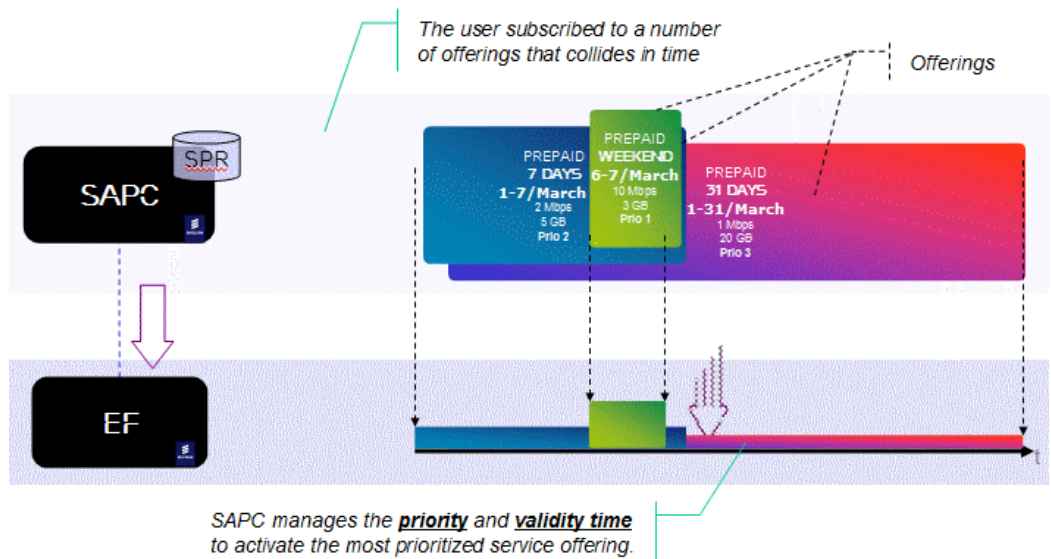 The user subscribed to a number
of offerings that collides in time
Offerings
SPR
SAPC
PREPAID
7 DAYS
1-7/March
2 Mbps
5 GB
Prio 2
PREPAID
WEEKEND
6-7/March
10 Mbps
3 GB
Prio 1
PREPAID
31 DAYS
1-31/March
1 Mbps
20 GB
Prio 3
EF
t
SAPC manages the priority and validity time
to activate the most prioritized service offering.